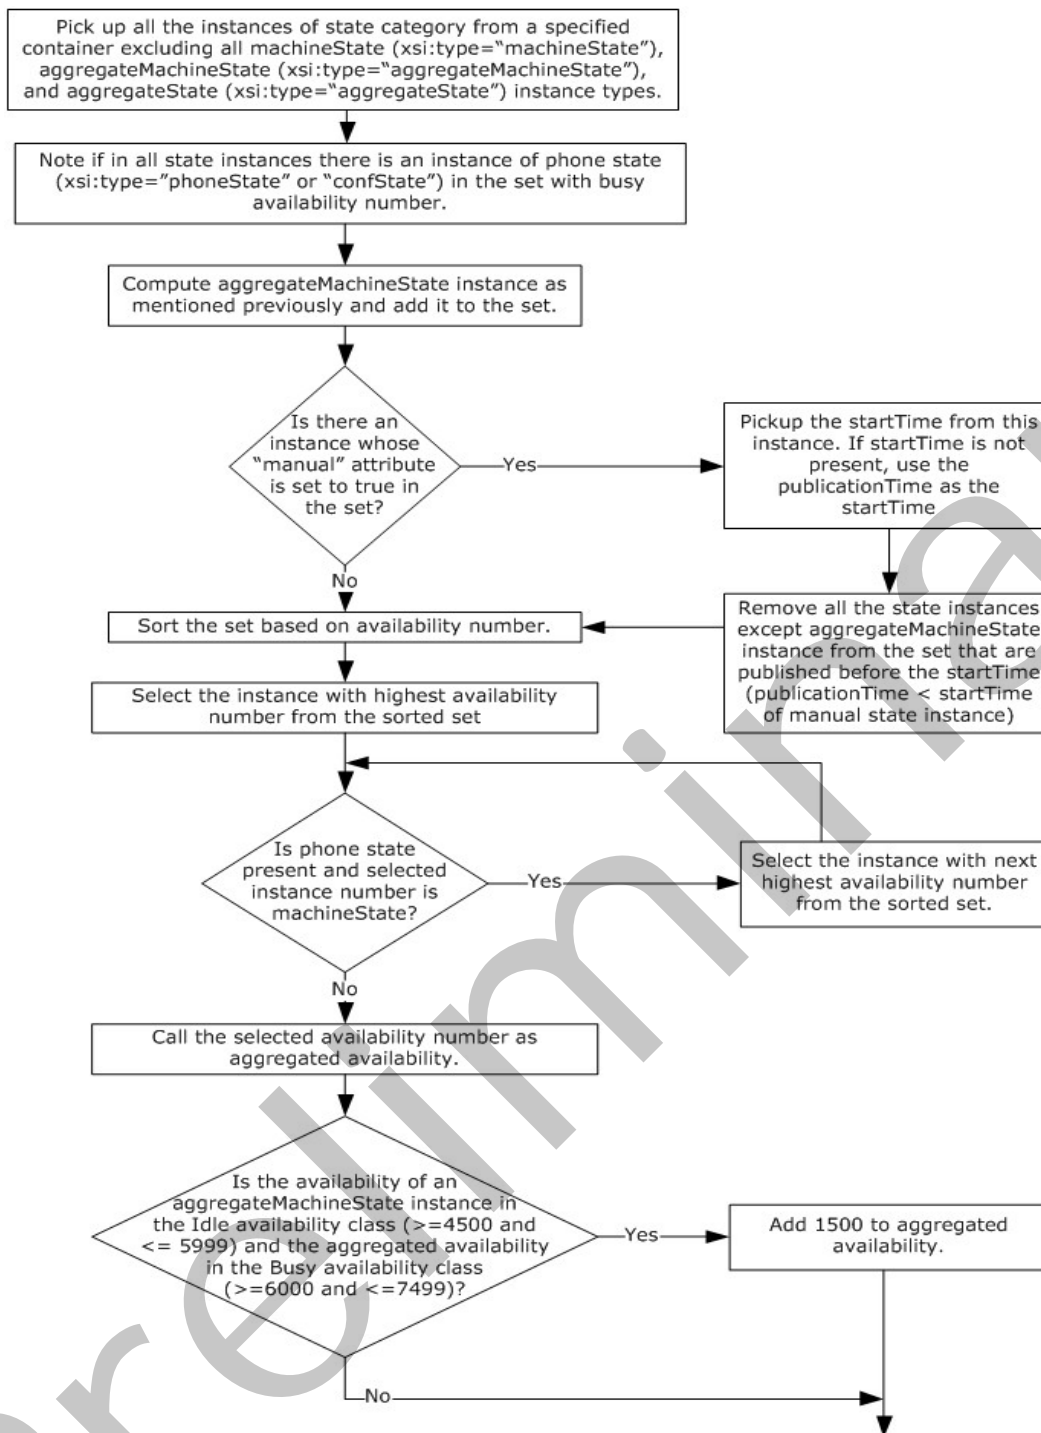 Pick up all the instances of state category from a specified
container excluding all machineState (xsi:type=“machineState”),
aggregateMachineState (xsi:type=“aggregateMachineState”),
and aggregateState (xsi:type=“aggregateState”) instance types.
Note if in all state instances there is an instance of phone state
(xsi:type=”phoneState” or “confState”) in the set with busy
availability number.
Compute aggregateMachineState instance as
mentioned previously and add it to the set.
Is there an
instance whose
“manual” attribute
is set to true in
the set?
Yes
Pickup the startTime from this
instance. If startTime is not
present, use the
publicationTime as the
startTime
No
Remove all the state instances
except aggregateMachineState
instance from the set that are
published before the startTime
(publicationTime < startTime
of manual state instance)
Sort the set based on availability number.
Select the instance with highest availability
number from the sorted set
Is phone state
present and selected
instance number is
machineState?
Yes
Select the instance with next
highest availability number
from the sorted set.
No
Call the selected availability number as
aggregated availability.
Is the availability of an
aggregateMachineState instance in
the Idle availability class (>=4500 and
<= 5999) and the aggregated availability
in the Busy availability class
(>=6000 and <=7499)?
Yes
Add 1500 to aggregated
availability.
No
relimina